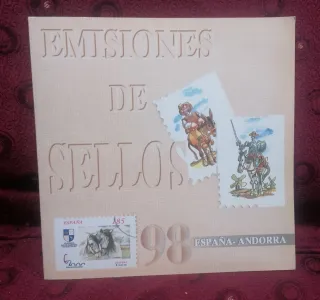 EMISIONES
DE
SELLOS
ESPAÑA
98
ESPAÑA-ANDORRA